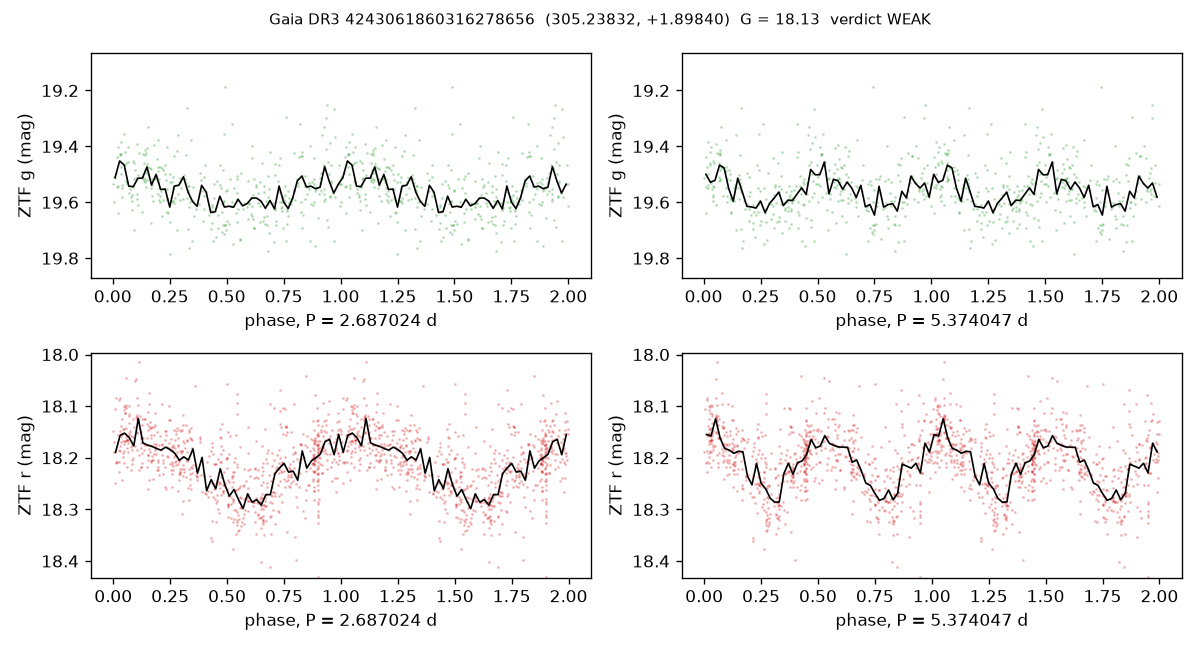 Gaia DR3 4243061860316278656  (305.23832, +1.89840)  G = 18.13  verdict WEAK
ZTF g (mag)
19.2
19.4
19.6
19.8
0.00 0.25 0.50 0.75 1.00 1.25 1.50 1.75 2.00
phase, P = 2.687024 d
ZTF g (mag)
19.2
19.4
19.6
19.8
0.00 0.25 0.50 0.75 1.00 1.25 1.50 1.75 2.00
phase, P = 5.374047 d
ZTF r (mag)
18.0
18.1
18.2
18.3
18.4
0.00 0.25 0.50 0.75 1.00 1.25 1.50 1.75 2.00
phase, P = 2.687024 d
ZTF r (mag)
18.0
18.1
18.2
18.3
18.4
0.00 0.25 0.50 0.75 1.00 1.25 1.50 1.75 2.00
phase, P = 5.374047 d